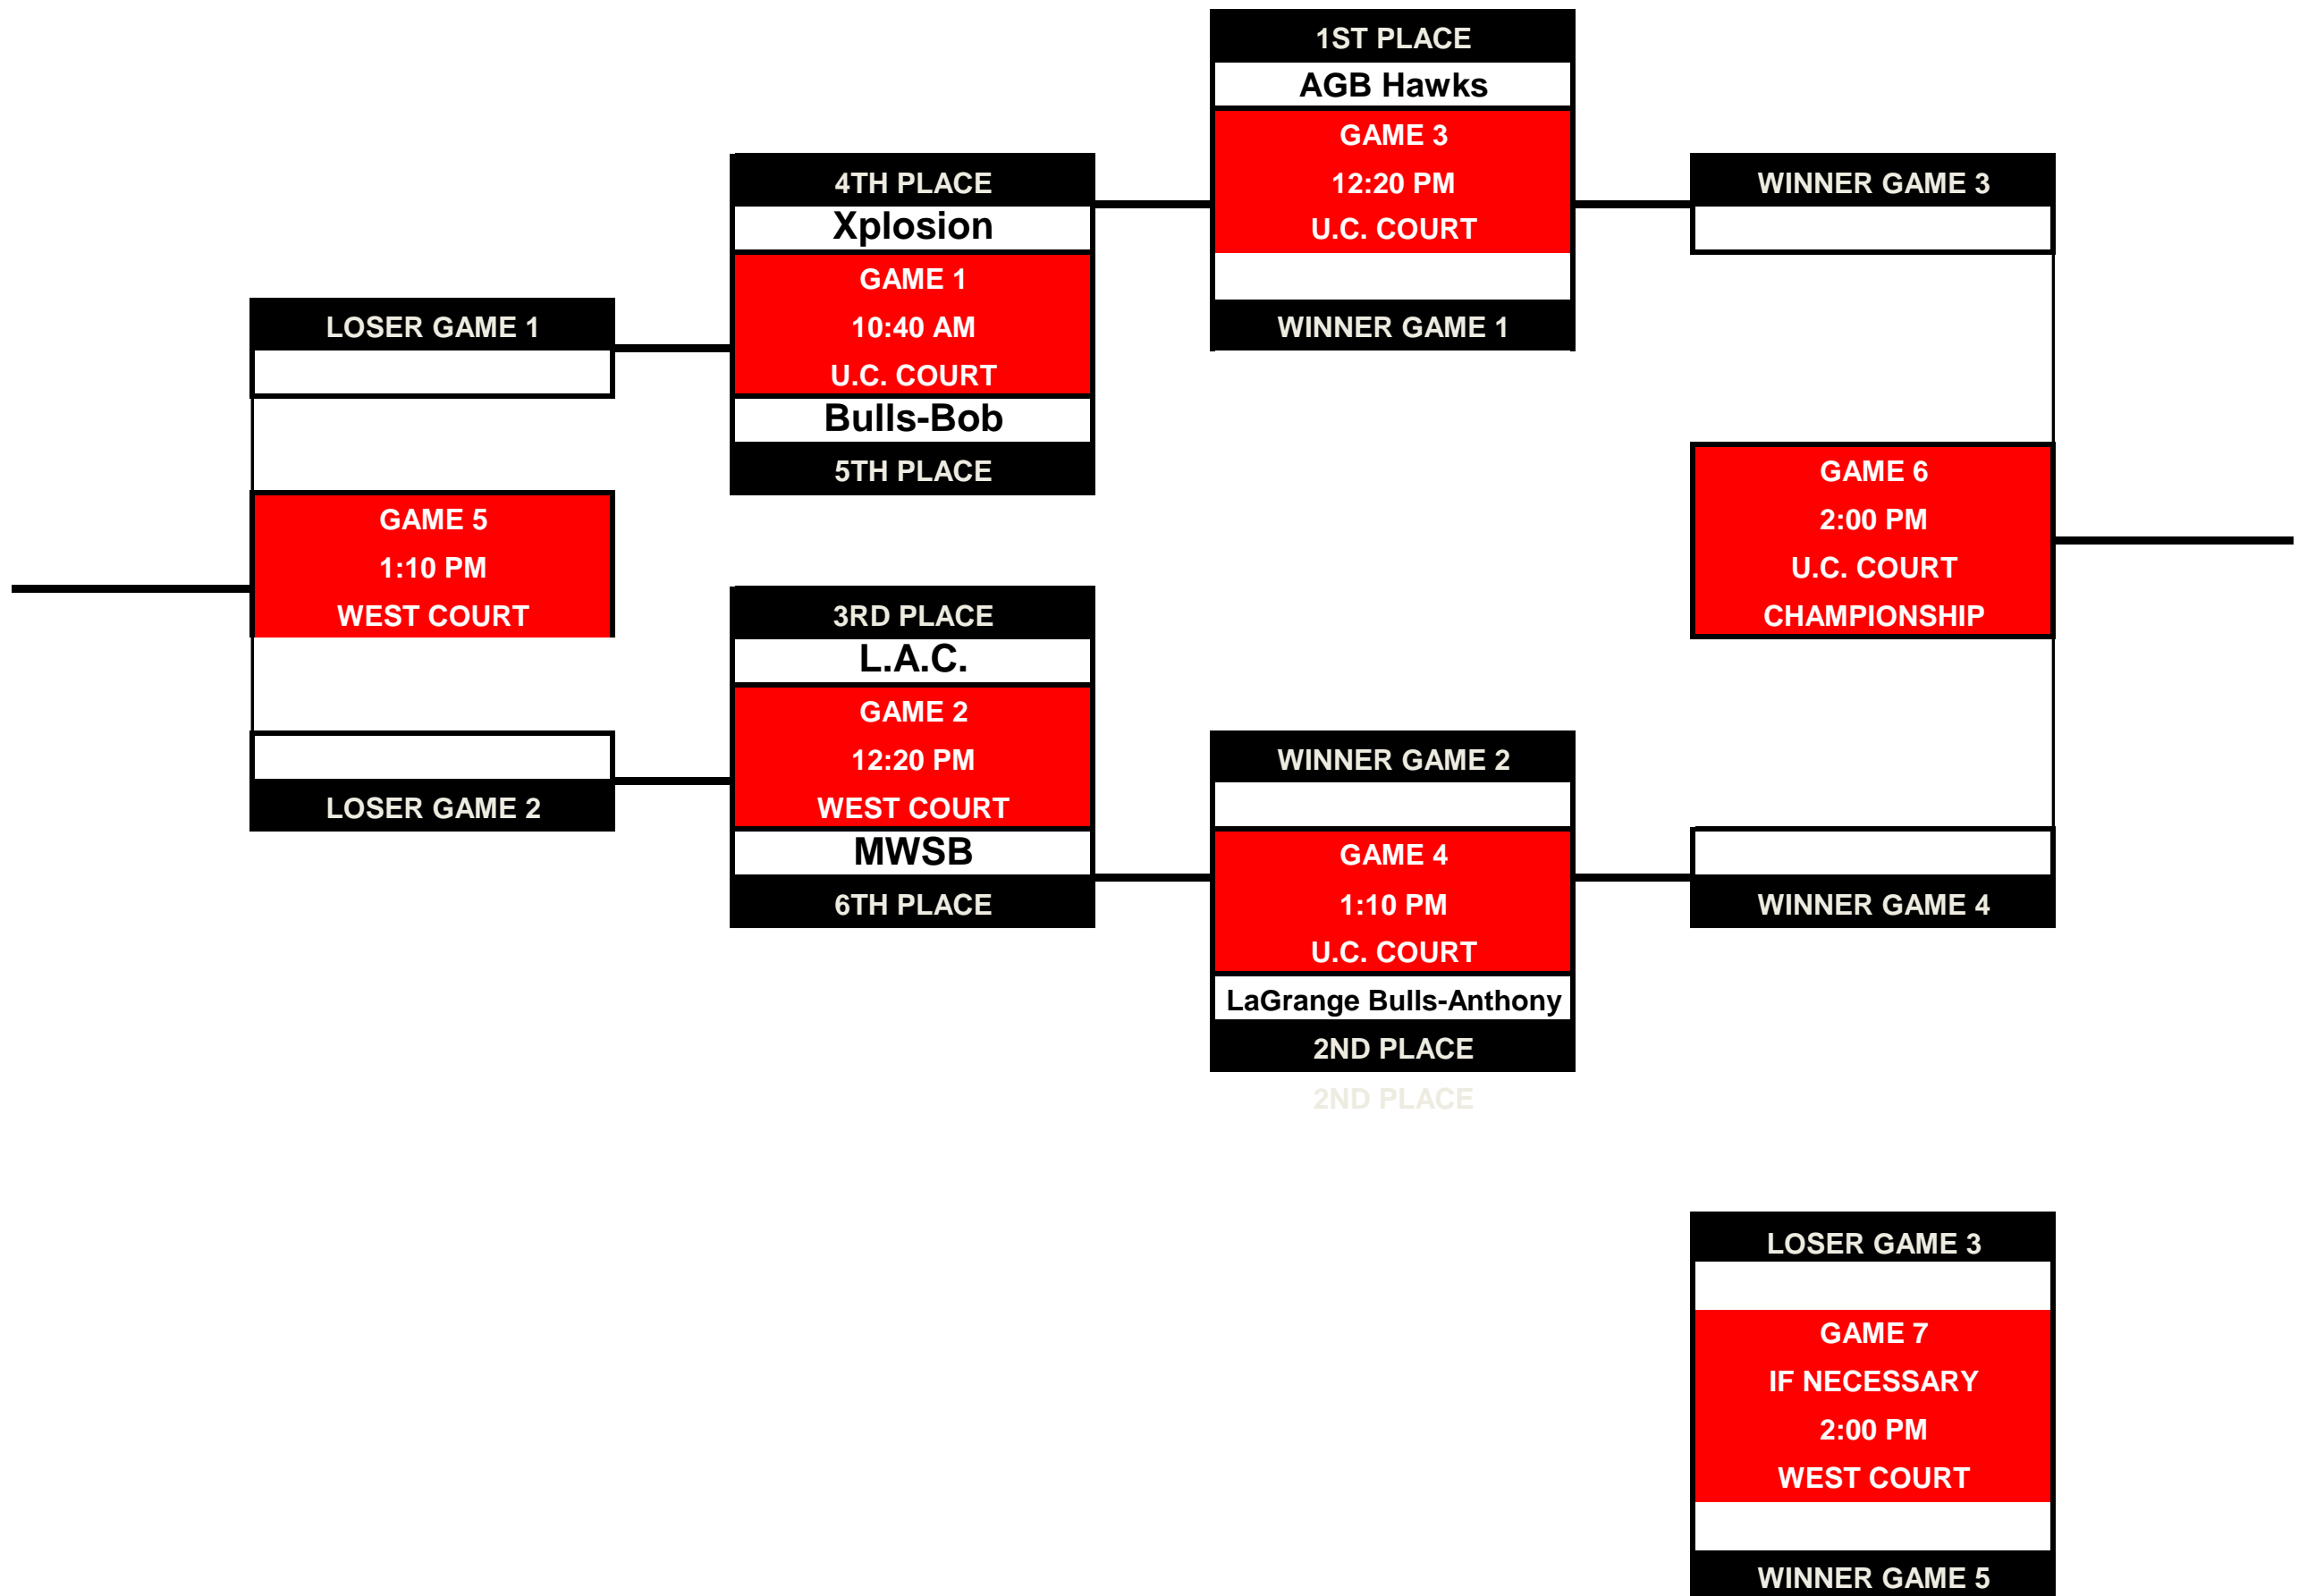 1ST PLACE
AGB Hawks
GAME 3
12:20 PM
U.C. COURT
WINNER GAME 1
4TH PLACE
Xplosion
GAME 1
10:40 AM
U.C. COURT
Bulls-Bob
5TH PLACE
WINNER GAME 3
LOSER GAME 1
GAME 5
1:10 PM
WEST COURT
LOSER GAME 2
GAME 6
2:00 PM
U.C. COURT
CHAMPIONSHIP
3RD PLACE
L.A.C.
GAME 2
12:20 PM
WEST COURT
MWSB
6TH PLACE
WINNER GAME 2
GAME 4
1:10 PM
U.C. COURT
LaGrange Bulls-Anthony
2ND PLACE
2ND PLACE
WINNER GAME 4
LOSER GAME 3
GAME 7
IF NECESSARY
2:00 PM
WEST COURT
WINNER GAME 5